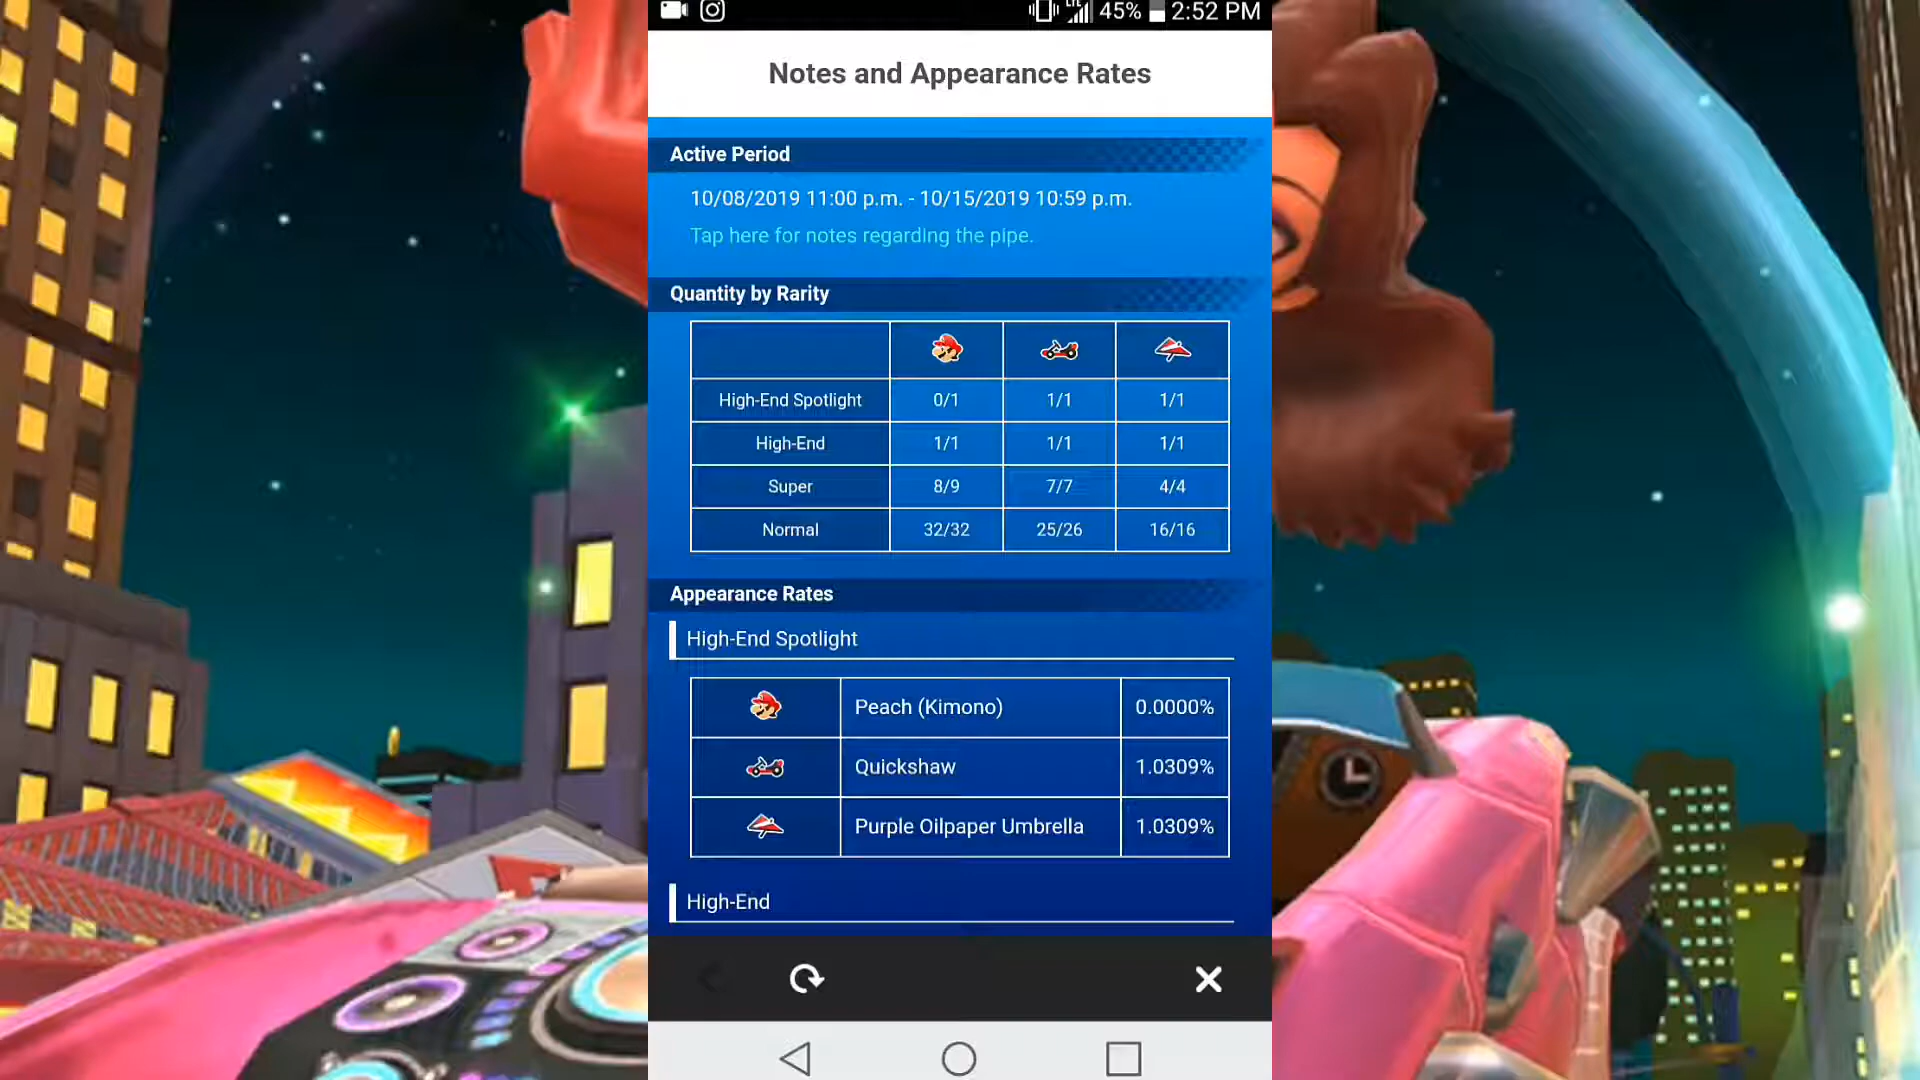 LTE 45% 2:52 PM
Notes and Appearance Rates
Active Period
10/08/2019 11:00 p.m. - 10/15/2019 10:59 p.m.
Tap here for notes regarding the pipe.
Quantity by Rarity
High-End Spotlight 0/1 1/1 1/1
High-End 1/1 1/1 1/1
Super 8/9 7/7 4/4
Normal 32/32 25/26 16/16
Appearance Rates
High-End Spotlight
Peach (Kimono) 0.0000%
Quickshaw 1.0309%
Purple Oilpaper Umbrella 1.0309%
High-End